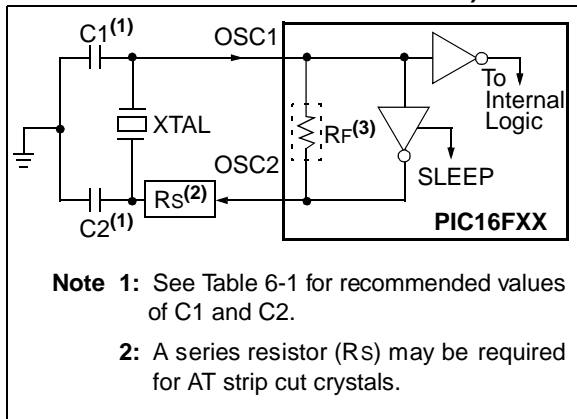 C1(1)
OSC1
To
Internal
Logic
XTAL
RF(3)
OSC2
SLEEP
C2(1)
RS(2)
PIC16FXX
Note 1: See Table 6-1 for recommended values
of C1 and C2.
2: A series resistor (RS) may be required
for AT strip cut crystals.